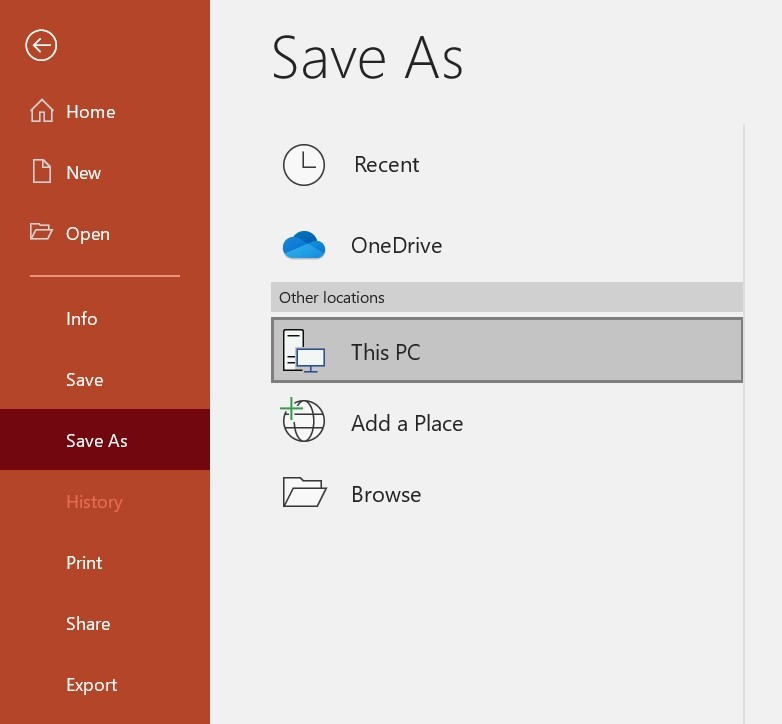 Home
New
Open
Info
Save
Save As
History
Print
Share
Export
Save As
Recent
OneDrive
Other locations
This PC
Add a Place
Browse